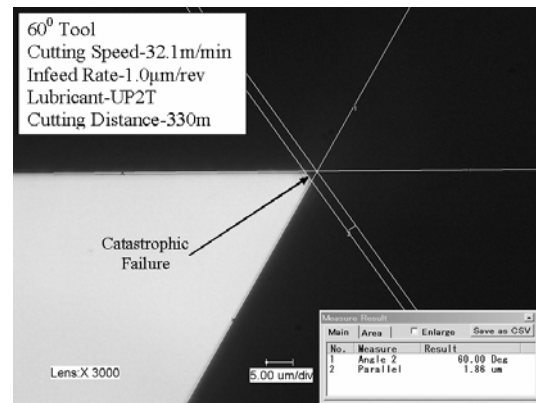 60⁰ Tool
Cutting Speed-32.1m/min
Infeed Rate-1.0µm/rev
Lubricant-UP2T
Cutting Distance-330m
Catastrophic
Failure
Measure Result
Main Area Enlarge Save as CSV
No. Measure Result
1 Angle 2 60.00 Deg
2 Parallel 1.86 um
5.00 um/div
Lens:X 3000